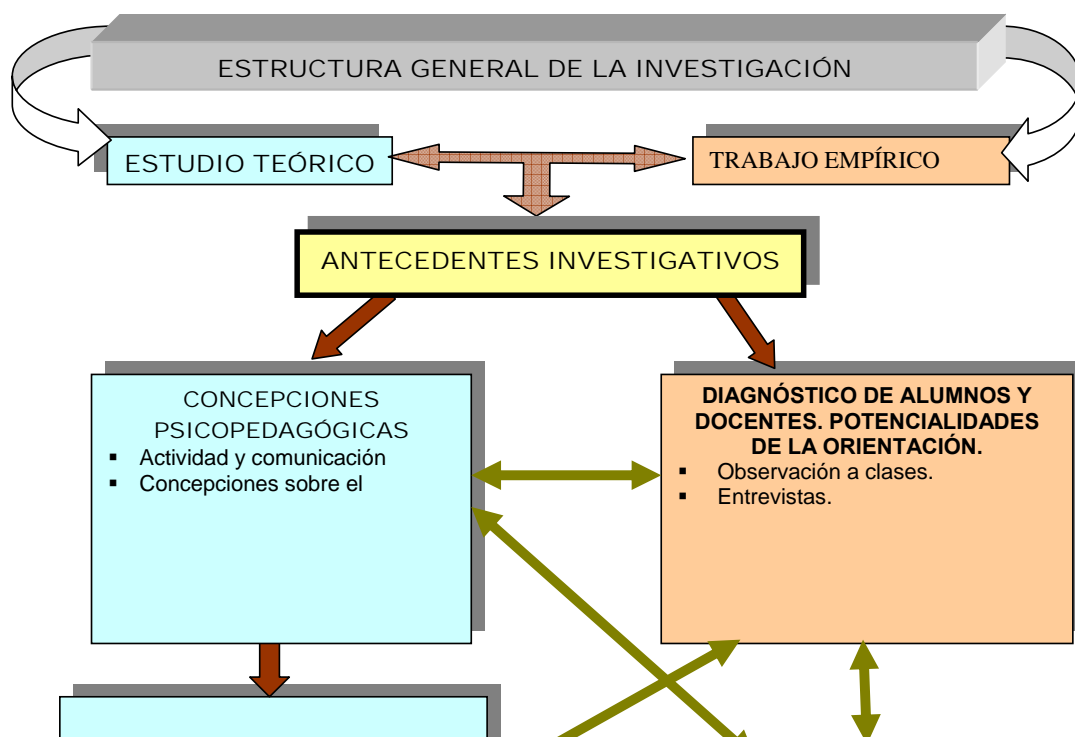 ESTRUCTURA GENERAL DE LA INVESTIGACIÓN
ESTUDIO TEÓRICO
TRABAJO EMPÍRICO
ANTECEDENTES INVESTIGATIVOS
CONCEPCIONES
PSICOPEDAGÓGICAS
▪ Actividad y comunicación
▪ Concepciones sobre el
DIAGNÓSTICO DE ALUMNOS Y
DOCENTES. POTENCIALIDADES
DE LA ORIENTACIÓN.
▪ Observación a clases.
▪ Entrevistas.